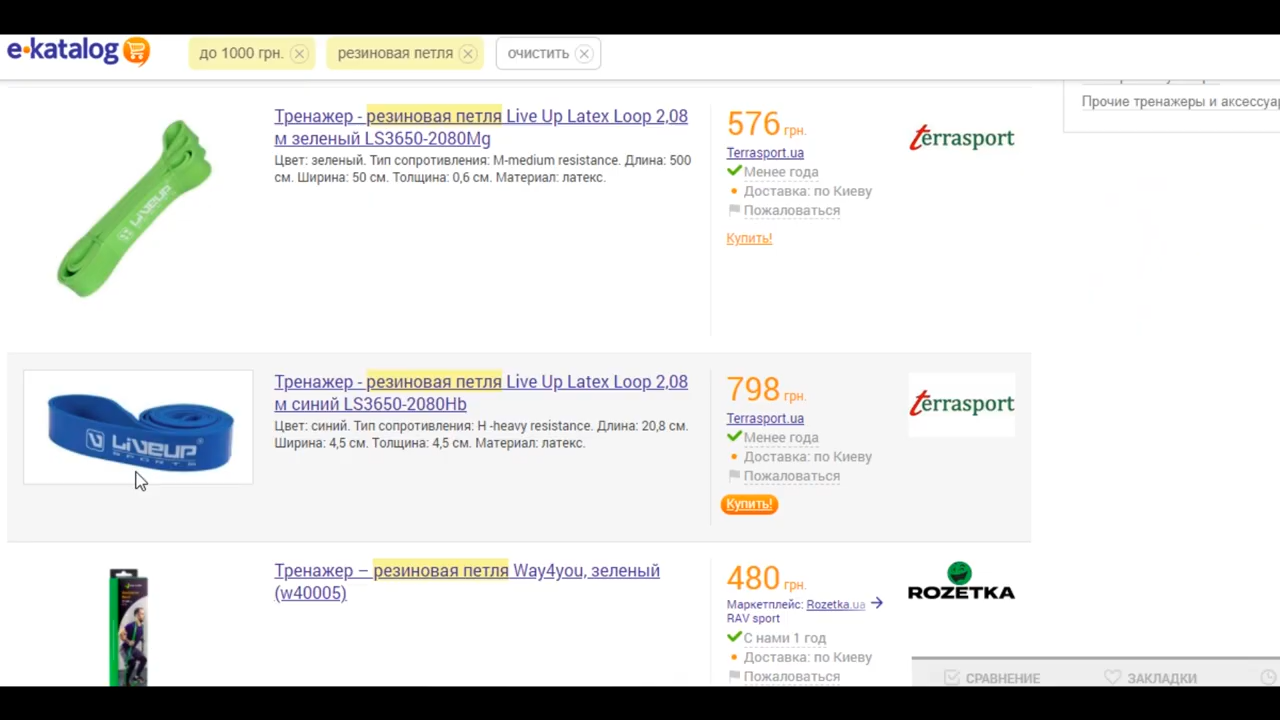 e·katalog
до 1000 грн.
резиновая петля
очистить
Прочие тренажеры и аксессуар
Тренажер - резиновая петля Live Up Latex Loop 2,08
м зеленый LS3650-2080Mg
Цвет: зеленый. Тип сопротивления: M-medium resistance. Длина: 500
см. Ширина: 50 см. Толщина: 0,6 см. Материал: латекс.
LIVEUP
576 грн.
Terrasport.ua
Менее года
Доставка: по Киеву
Пожаловаться
Купить!
terrasport
Тренажер - резиновая петля Live Up Latex Loop 2,08
м синий LS3650-2080Hb
Цвет: синий. Тип сопротивления: H -heavy resistance. Длина: 20,8 см.
Ширина: 4,5 см. Толщина: 4,5 см. Материал: латекс.
LIVEUP
SPORTS
798 грн.
Terrasport.ua
Менее года
Доставка: по Киеву
Пожаловаться
Купить!
terrasport
Тренажер – резиновая петля Way4you, зеленый
(w40005)
480 грн.
Маркетплейс: Rozetka.ua
RAV sport
С нами 1 год
Доставка: по Киеву
Пожаловаться
ROZETKA
СРАВНЕНИЕ
ЗАКЛАДКИ